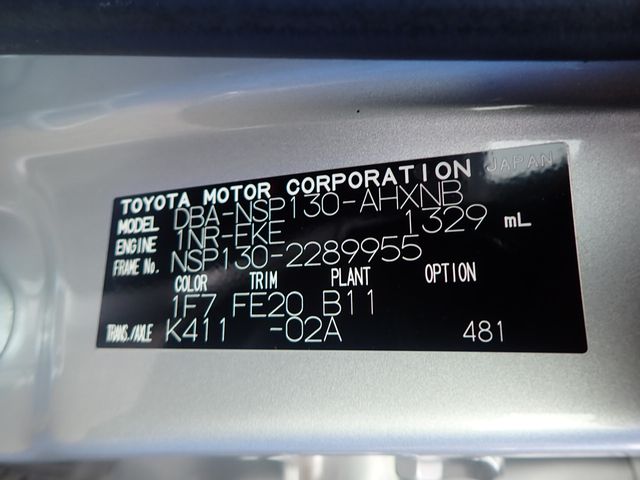 TOYOTA MOTOR CORPORATION JAPAN
MODEL DBA-NSP130-AHXNB
ENGINE 1NR-FKE 1329 mL
FRAME No. NSP130-2289955
COLOR TRIM PLANT OPTION
1F7 FE20 B11
TRANS./AXLE K411 -02A 481